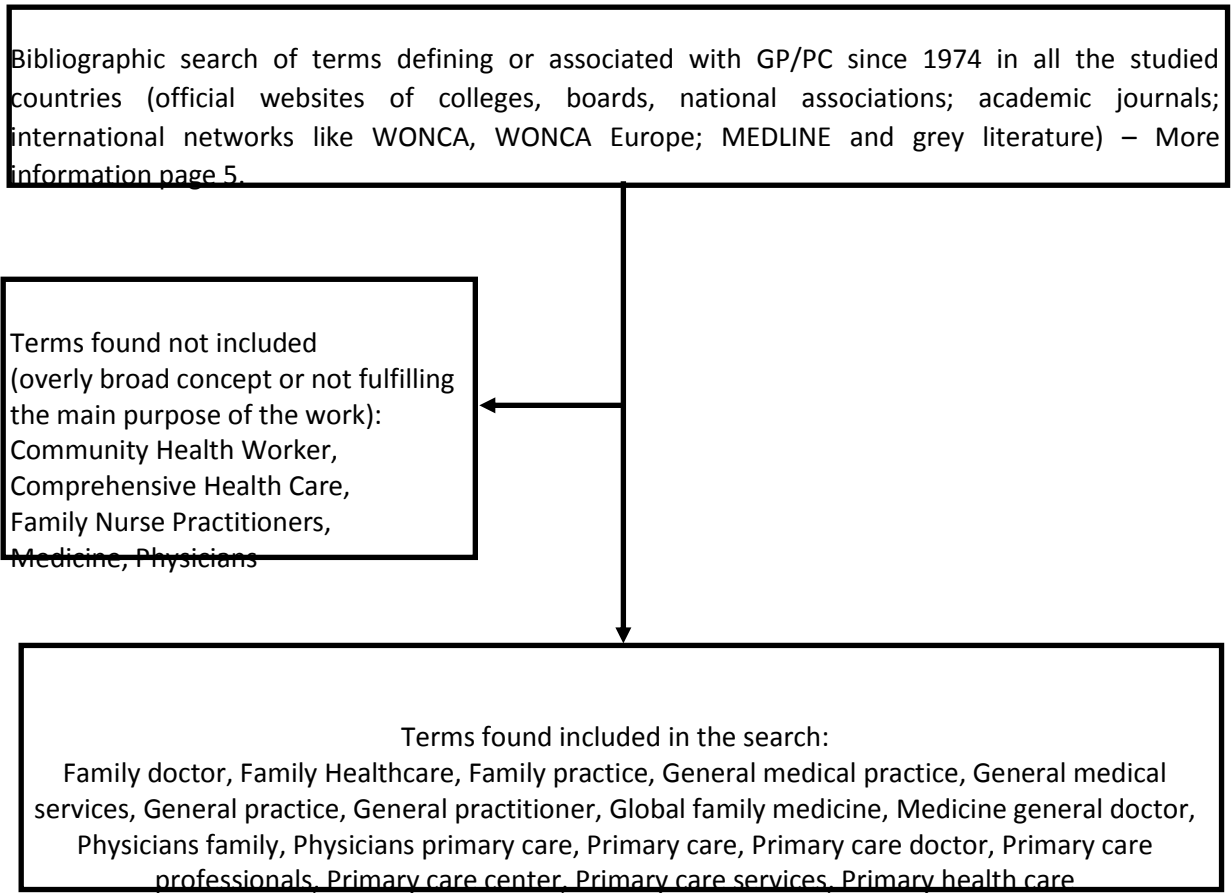 Bibliographic search of terms defining or associated with GP/PC since 1974 in all the studied
countries (official websites of colleges, boards, national associations; academic journals;
international networks like WONCA, WONCA Europe; MEDLINE and grey literature) – More
information page 5.
Terms found not included
(overly broad concept or not fulfilling
the main purpose of the work):
Community Health Worker,
Comprehensive Health Care,
Family Nurse Practitioners,
Medicine, Physicians
Terms found included in the search:
Family doctor, Family Healthcare, Family practice, General medical practice, General medical
services, General practice, General practitioner, Global family medicine, Medicine general doctor,
Physicians family, Physicians primary care, Primary care, Primary care doctor, Primary care
professionals, Primary care center, Primary care services, Primary health care